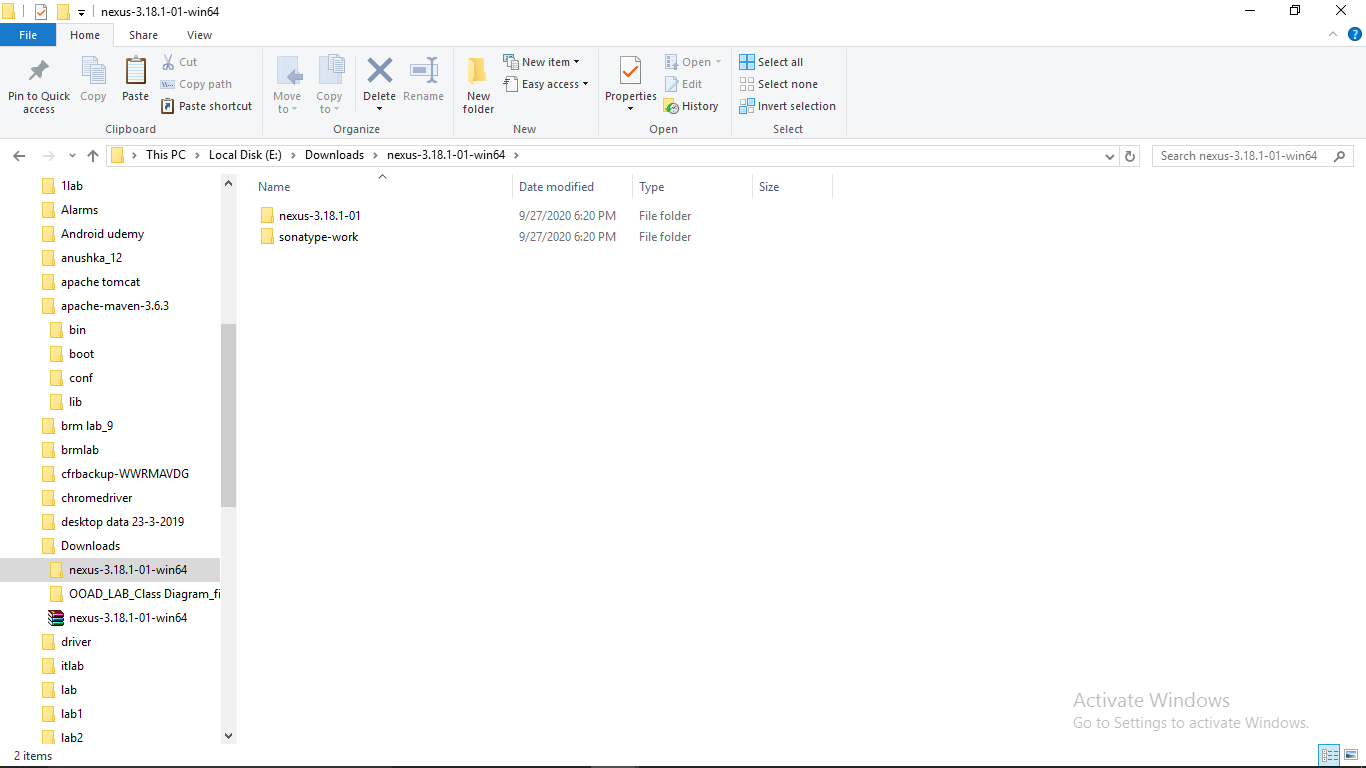 nexus-3.18.1-01-win64
File Home Share View
Pin to Quick access
Copy
Paste
Cut
Copy path
Paste shortcut
Clipboard
Move to
Copy to
Delete
Rename
Organize
New folder
New item
Easy access
New
Properties
Open
Edit
History
Open
Select all
Select none
Invert selection
Select
This PC > Local Disk (E:) > Downloads > nexus-3.18.1-01-win64 >
Search nexus-3.18.1-01-win64
1lab
Alarms
Android udemy
anushka_12
apache tomcat
apache-maven-3.6.3
bin
boot
conf
lib
brm lab_9
brmlab
cfrbackup-WWRMAVDG
chromedriver
desktop data 23-3-2019
Downloads
nexus-3.18.1-01-win64
OOAD_LAB_Class Diagram_fi
nexus-3.18.1-01-win64
driver
itlab
lab
lab1
lab2
Name Date modified Type Size
nexus-3.18.1-01 9/27/2020 6:20 PM File folder
sonatype-work 9/27/2020 6:20 PM File folder
Activate Windows
Go to Settings to activate Windows.
2 items